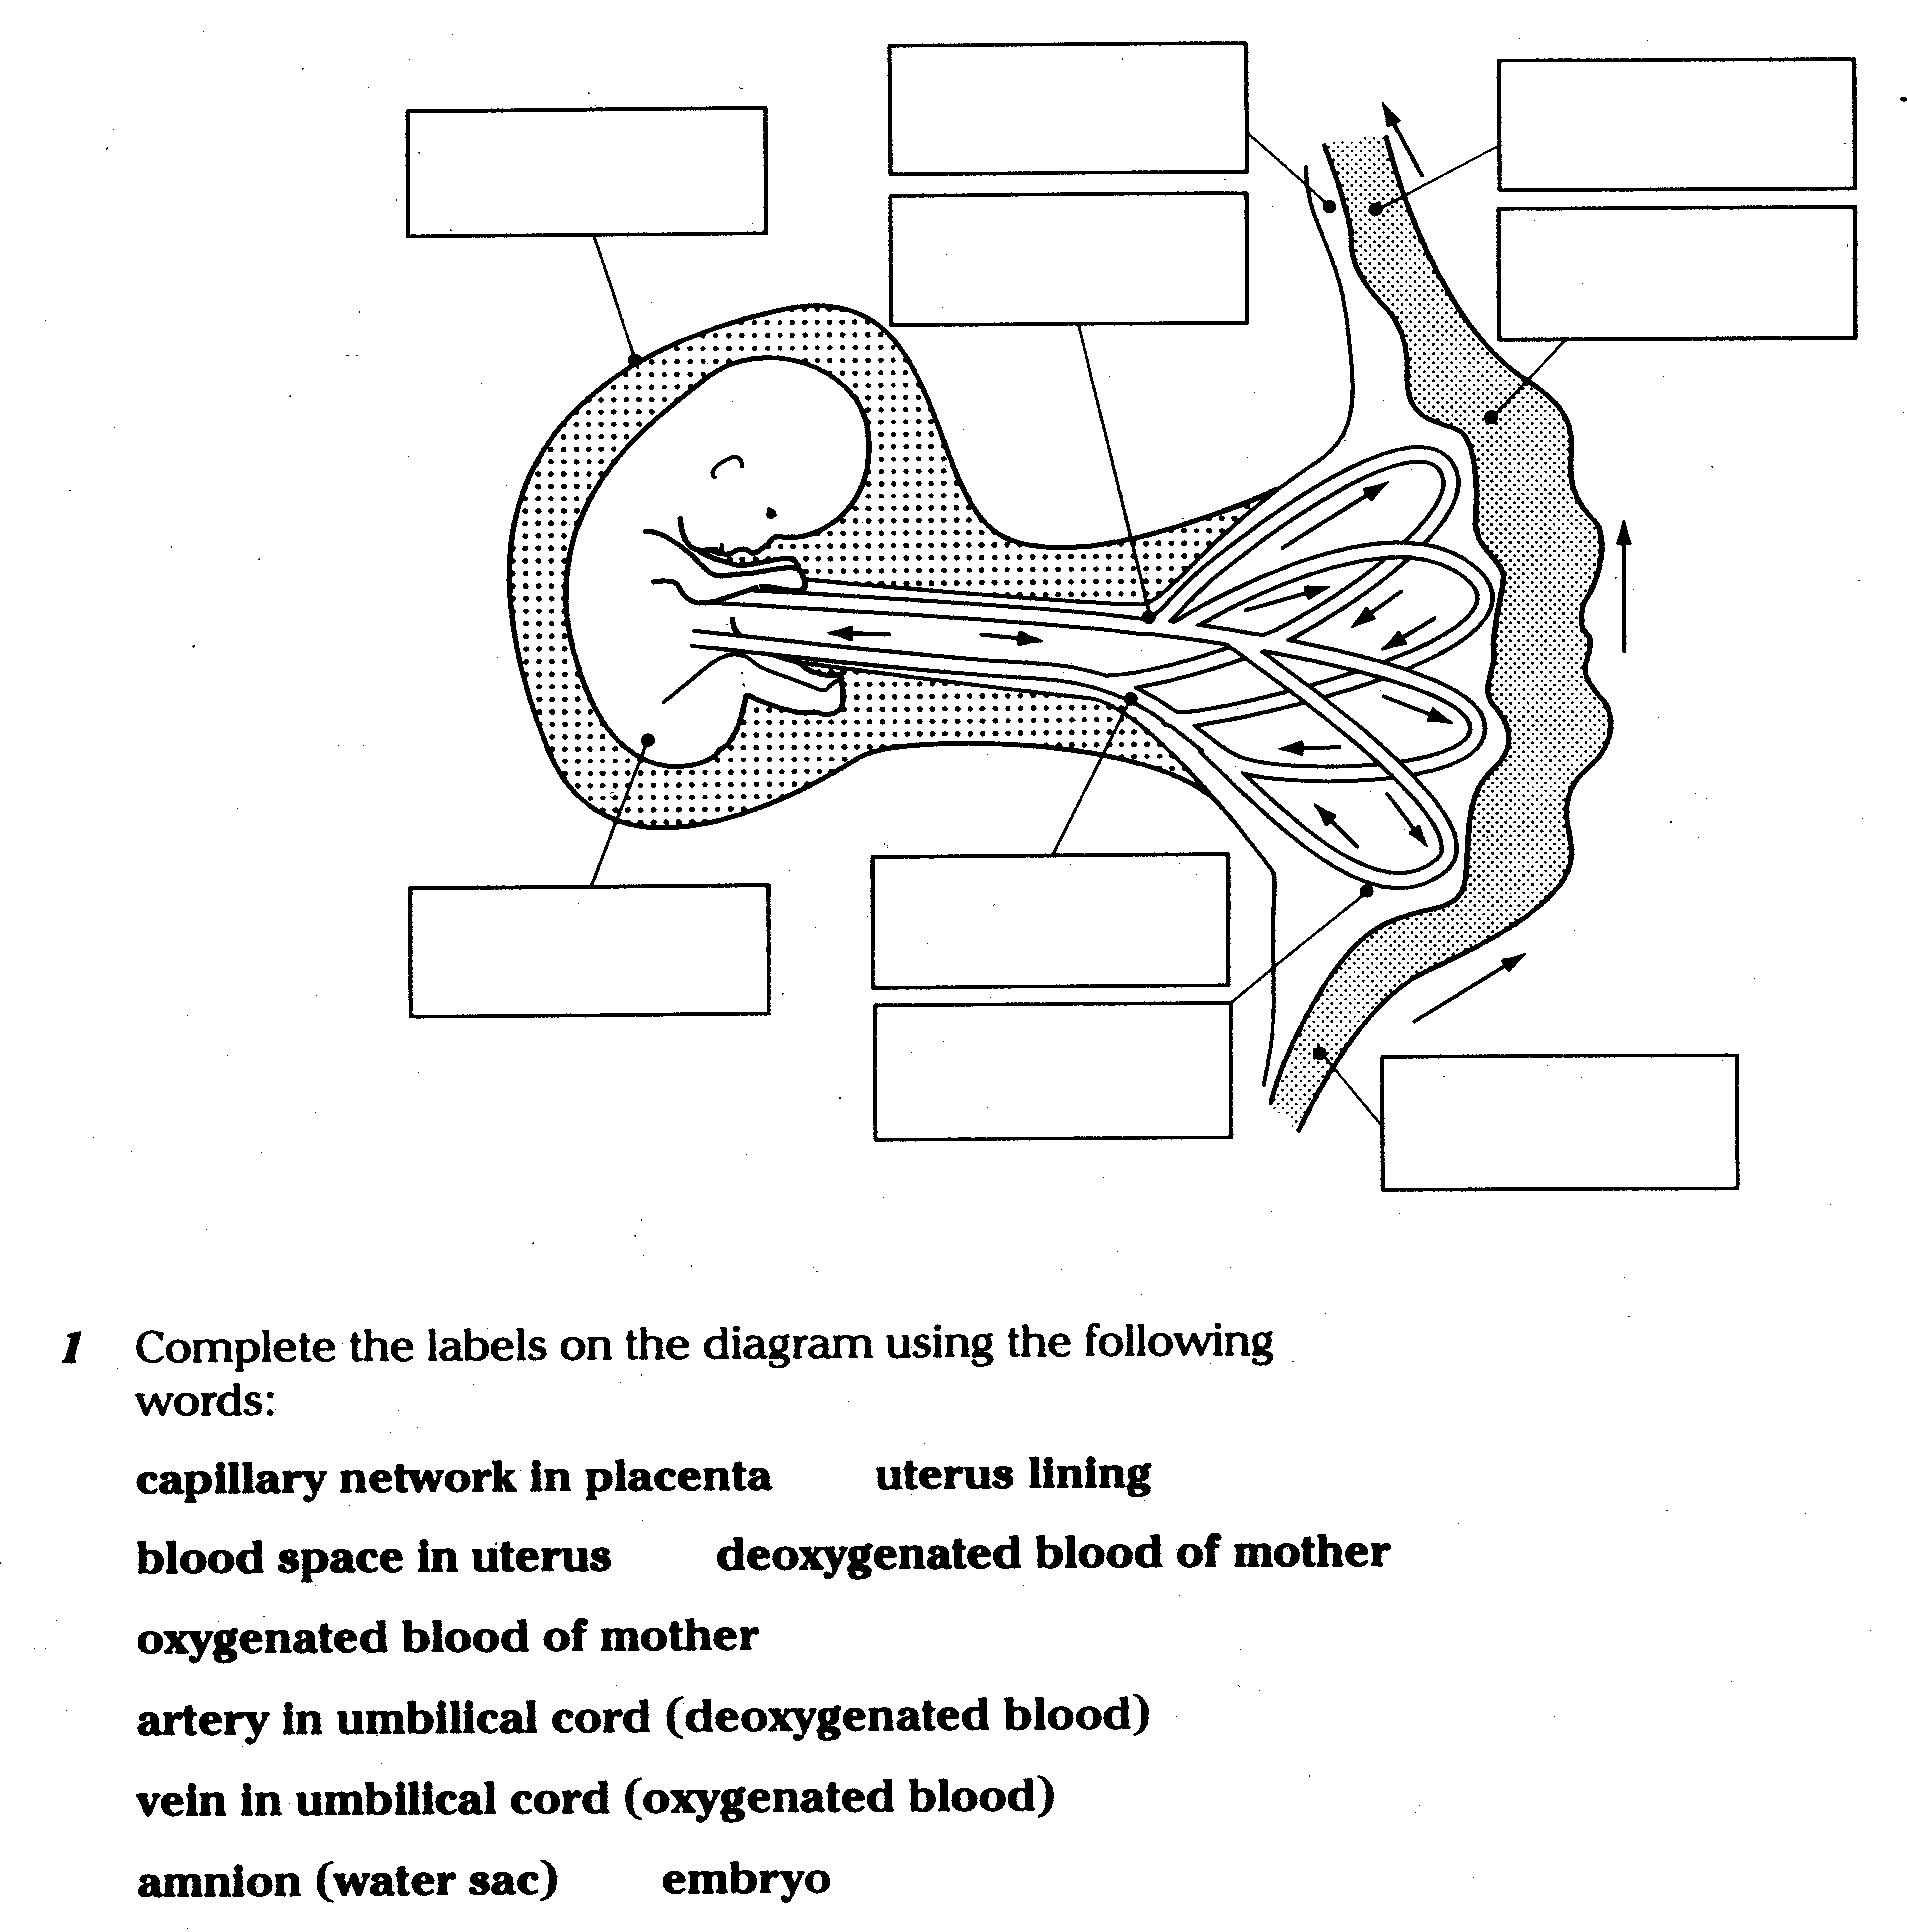 1 Complete the labels on the diagram using the following
words:
capillary network in placenta uterus lining
blood space in uterus deoxygenated blood of mother
oxygenated blood of mother
artery in umbilical cord (deoxygenated blood)
vein in umbilical cord (oxygenated blood)
amnion (water sac) embryo